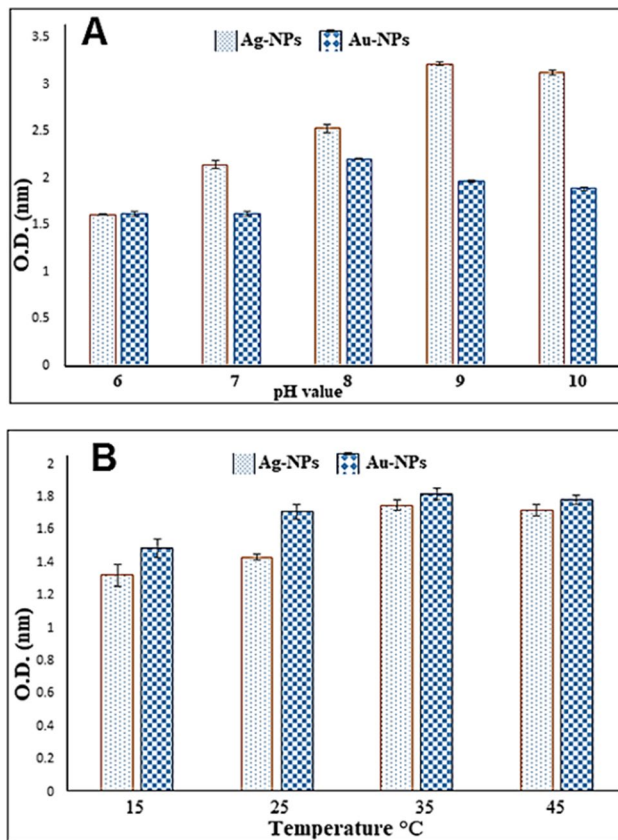 A
Ag-NPs Au-NPs
3.5
3
2.5
2
1.5
1
0.5
0
O.D. (nm)
6 7 8 9 10
pH value
B
Ag-NPs Au-NPs
2
1.8
1.6
1.4
1.2
1
0.8
0.6
0.4
0.2
0
O.D. (nm)
15 25 35 45
Temperature °C